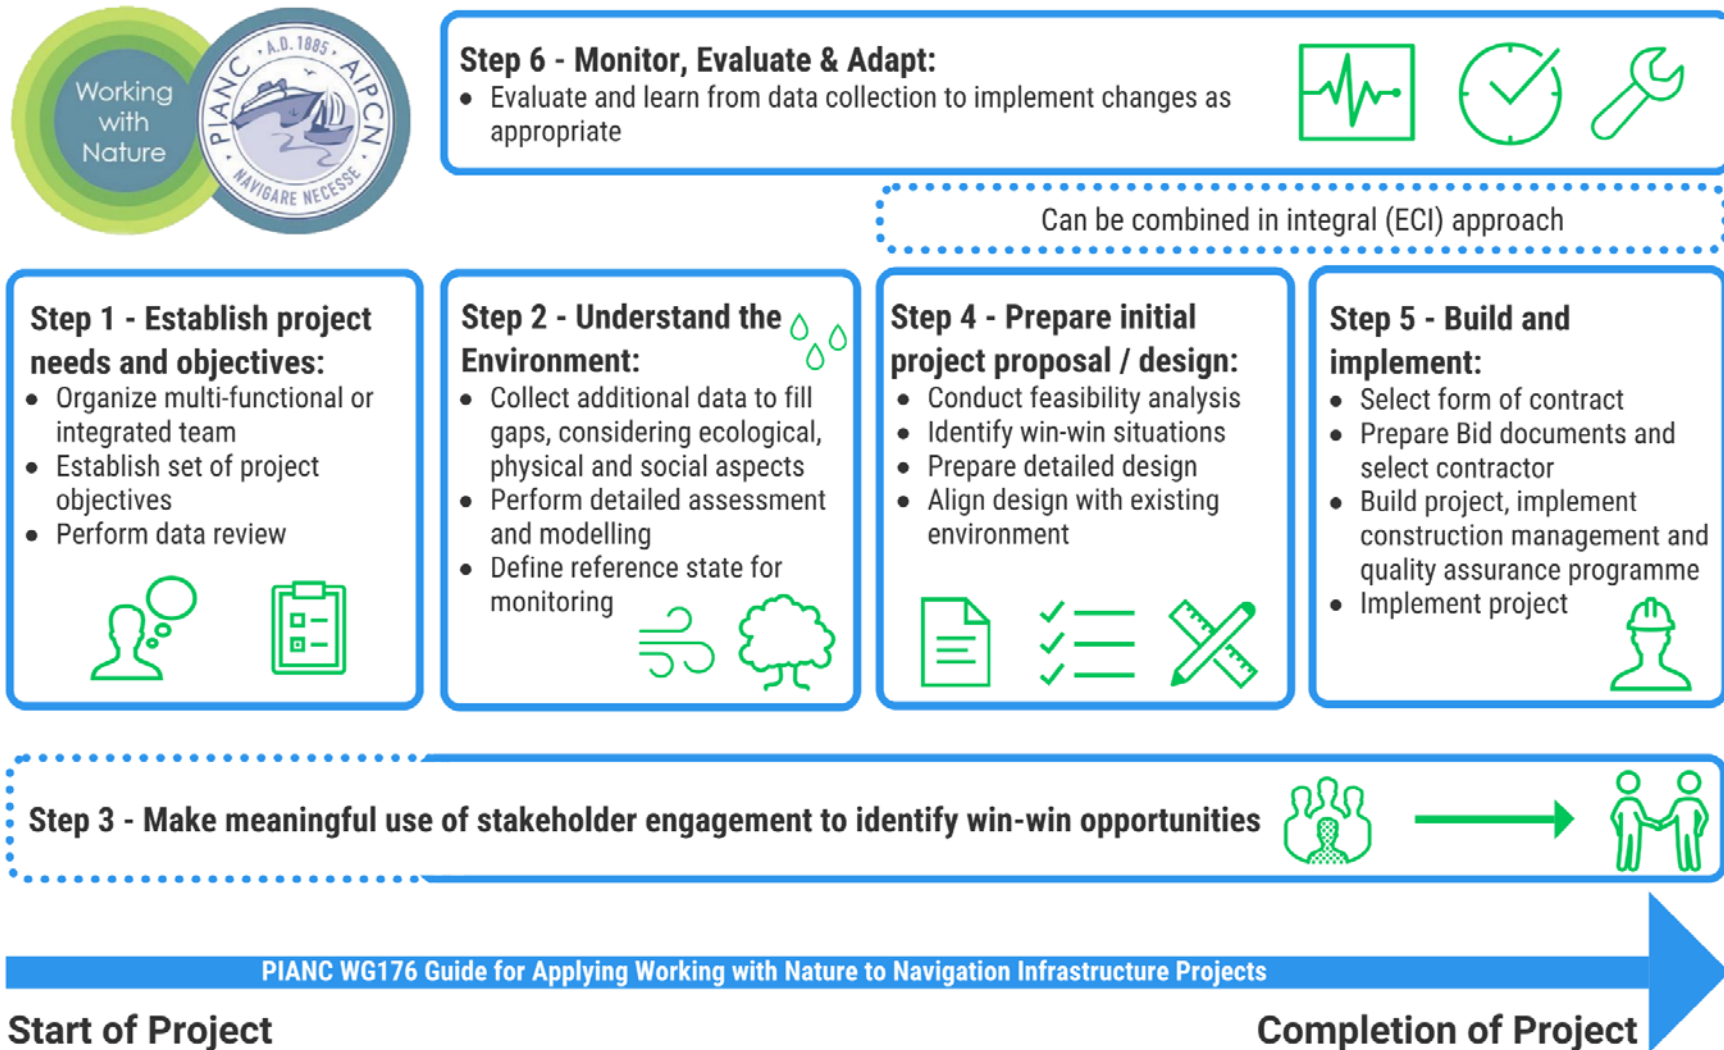 Working
with
Nature
PIANC · A.D. 1885 · AIPCN
· NAVIGARE NECESSE ·
Step 6 - Monitor, Evaluate & Adapt:
• Evaluate and learn from data collection to implement changes as
appropriate
Can be combined in integral (ECI) approach
Step 1 - Establish project
needs and objectives:
• Organize multi-functional or
integrated team
• Establish set of project
objectives
• Perform data review
Step 2 - Understand the
Environment:
• Collect additional data to fill
gaps, considering ecological,
physical and social aspects
• Perform detailed assessment
and modelling
• Define reference state for
monitoring
Step 4 - Prepare initial
project proposal / design:
• Conduct feasibility analysis
• Identify win-win situations
• Prepare detailed design
• Align design with existing
environment
Step 5 - Build and
implement:
• Select form of contract
• Prepare Bid documents and
select contractor
• Build project, implement
construction management and
quality assurance programme
• Implement project
Step 3 - Make meaningful use of stakeholder engagement to identify win-win opportunities
PIANC WG176 Guide for Applying Working with Nature to Navigation Infrastructure Projects
Start of Project
Completion of Project